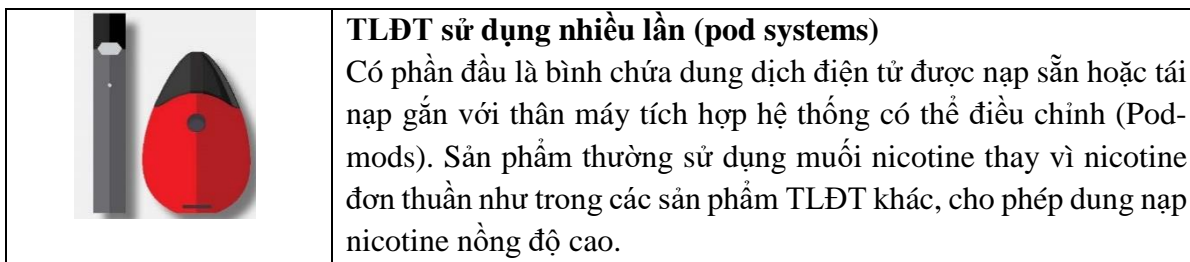 TLĐT sử dụng nhiều lần (pod systems)
Có phần đầu là bình chứa dung dịch điện tử được nạp sẵn hoặc tái
nạp gắn với thân máy tích hợp hệ thống có thể điều chỉnh (Pod-
mods). Sản phẩm thường sử dụng muối nicotine thay vì nicotine
đơn thuần như trong các sản phẩm TLĐT khác, cho phép dung nạp
nicotine nồng độ cao.